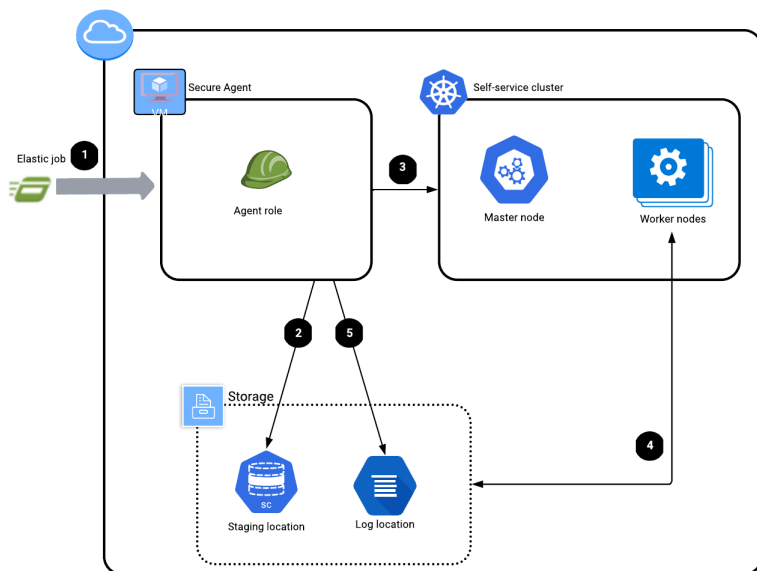 Secure Agent
Self-service cluster
VM
Elastic job
1
3
Agent role
Master node
Worker nodes
2
5
Storage
4
SC
Staging location
Log location